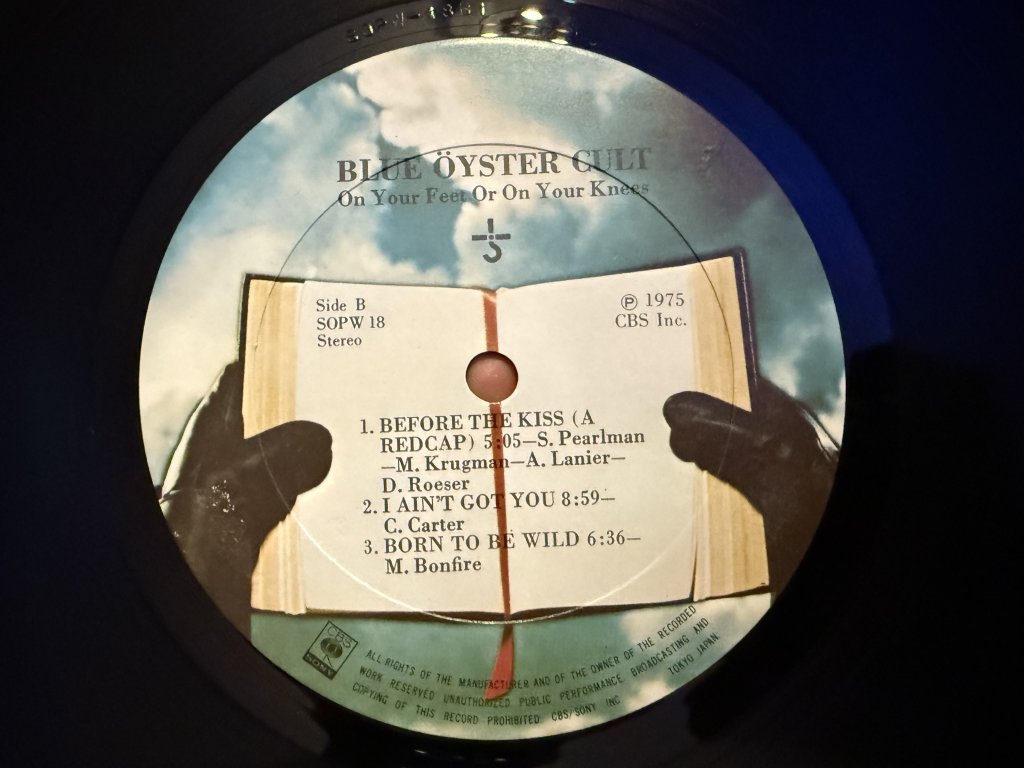 BLUE ÖYSTER CULT
On Your Feet Or On Your Knees
Side B
SOPW 18
Stereo
Ⓟ 1975
CBS Inc.
1. BEFORE THE KISS (A
REDCAP) 5:05—S. Pearlman
—M. Krugman—A. Lanier—
D. Roeser
2. I AIN'T GOT YOU 8:59—
C. Carter
3. BORN TO BE WILD 6:36—
M. Bonfire
CBS
SONY
ALL RIGHTS OF THE MANUFACTURER AND OF THE OWNER OF THE RECORDED
WORK RESERVED UNAUTHORIZED PUBLIC PERFORMANCE. BROADCASTING AND
COPYING OF THIS RECORD PROHIBITED. CBS/SONY INC TOKYO JAPAN